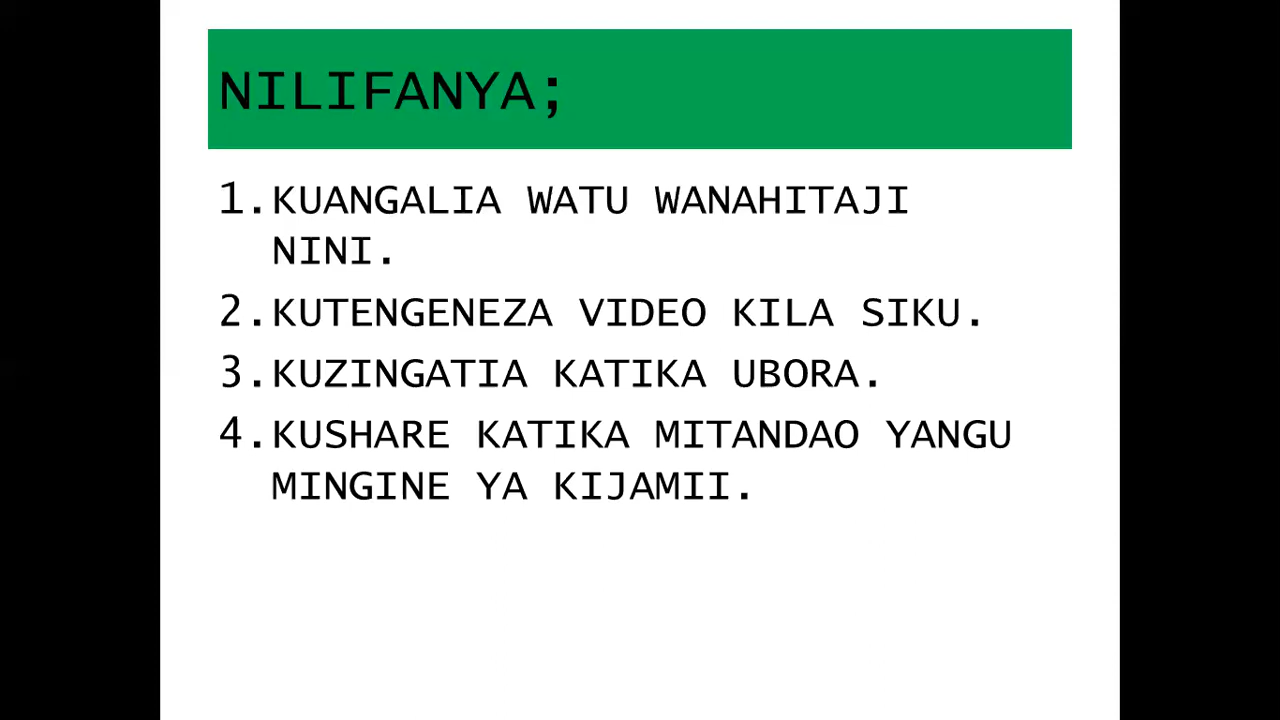 NILIFANYA;
1.KUANGALIA WATU WANAHITAJI
NINI.
2.KUTENGENEZA VIDEO KILA SIKU.
3.KUZINGATIA KATIKA UBORA.
4.KUSHARE KATIKA MITANDAO YANGU
MINGINE YA KIJAMII.